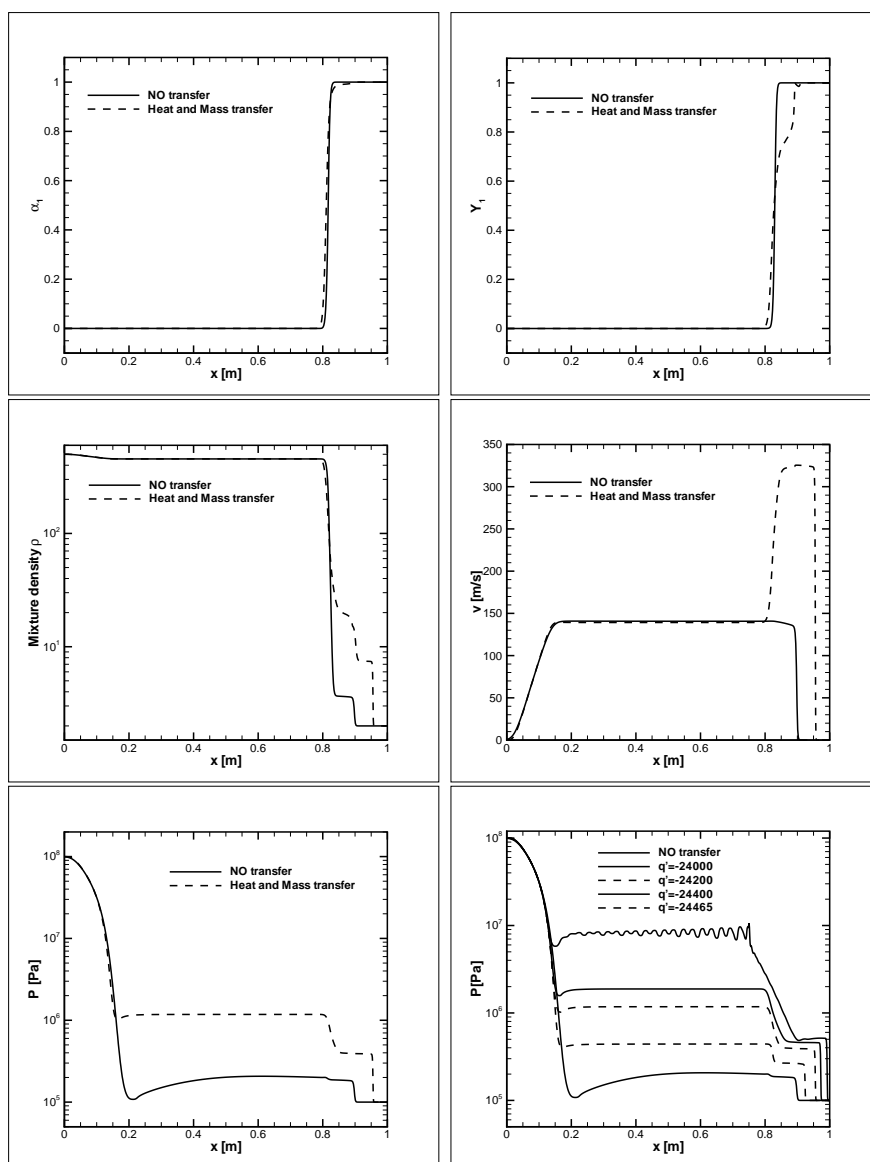 α1
1
0.8
0.6
0.4
0.2
0
NO transfer
Heat and Mass transfer
0 0.2 0.4 0.6 0.8 1
x [m]
Y1
1
0.8
0.6
0.4
0.2
0
NO transfer
Heat and Mass transfer
0 0.2 0.4 0.6 0.8 1
x [m]
Mixture density ρ
10²
10¹
NO transfer
Heat and Mass transfer
0 0.2 0.4 0.6 0.8 1
x [m]
v [m/s]
350
300
250
200
150
100
50
0
NO transfer
Heat and Mass transfer
0 0.2 0.4 0.6 0.8 1
x [m]
P [Pa]
10⁸
10⁷
10⁶
10⁵
NO transfer
Heat and Mass transfer
0 0.2 0.4 0.6 0.8 1
x [m]
P[Pa]
10⁸
10⁷
10⁶
10⁵
NO transfer
q'=-24000
q'=-24200
q'=-24400
q'=-24465
0 0.2 0.4 0.6 0.8 1
x [m]